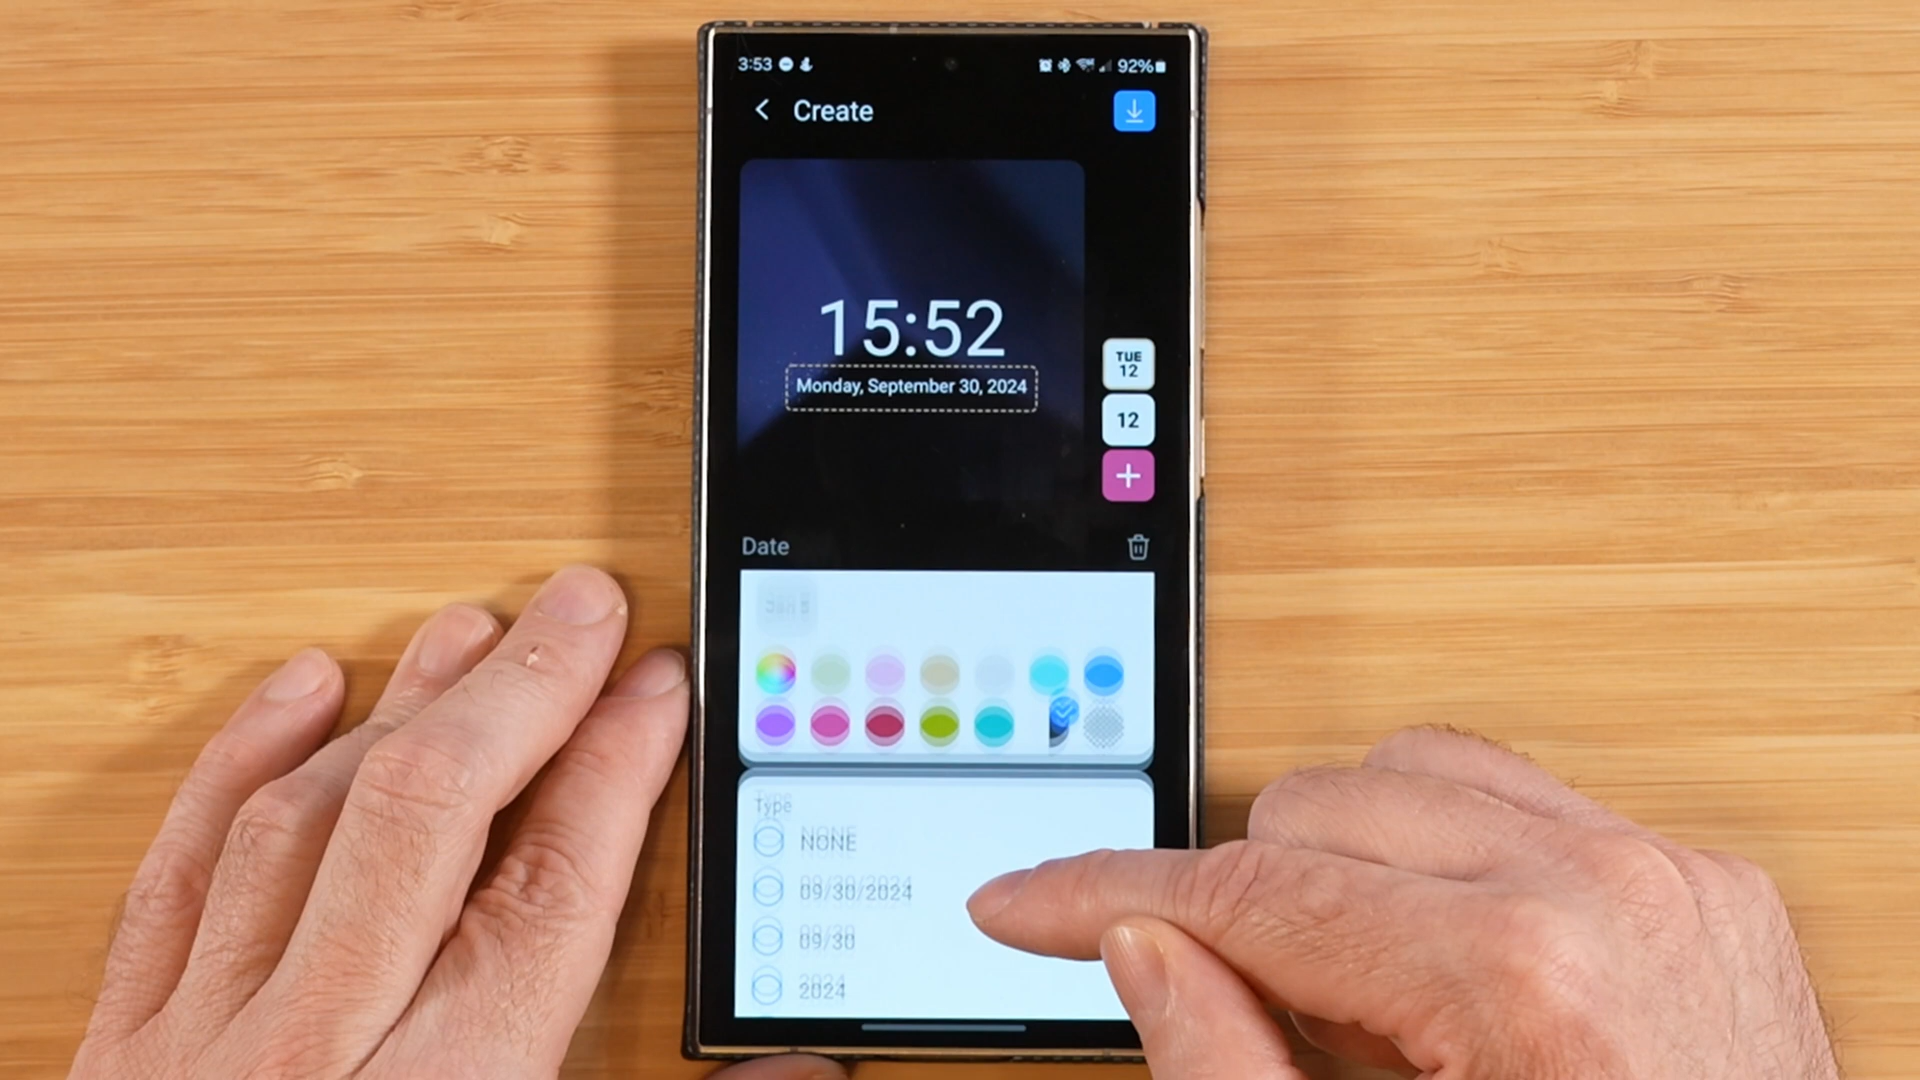 3:53
92%
Create
15:52
Monday, September 30, 2024
TUE
12
12
Date
Type
NONE
09/30/2024
09/30
2024